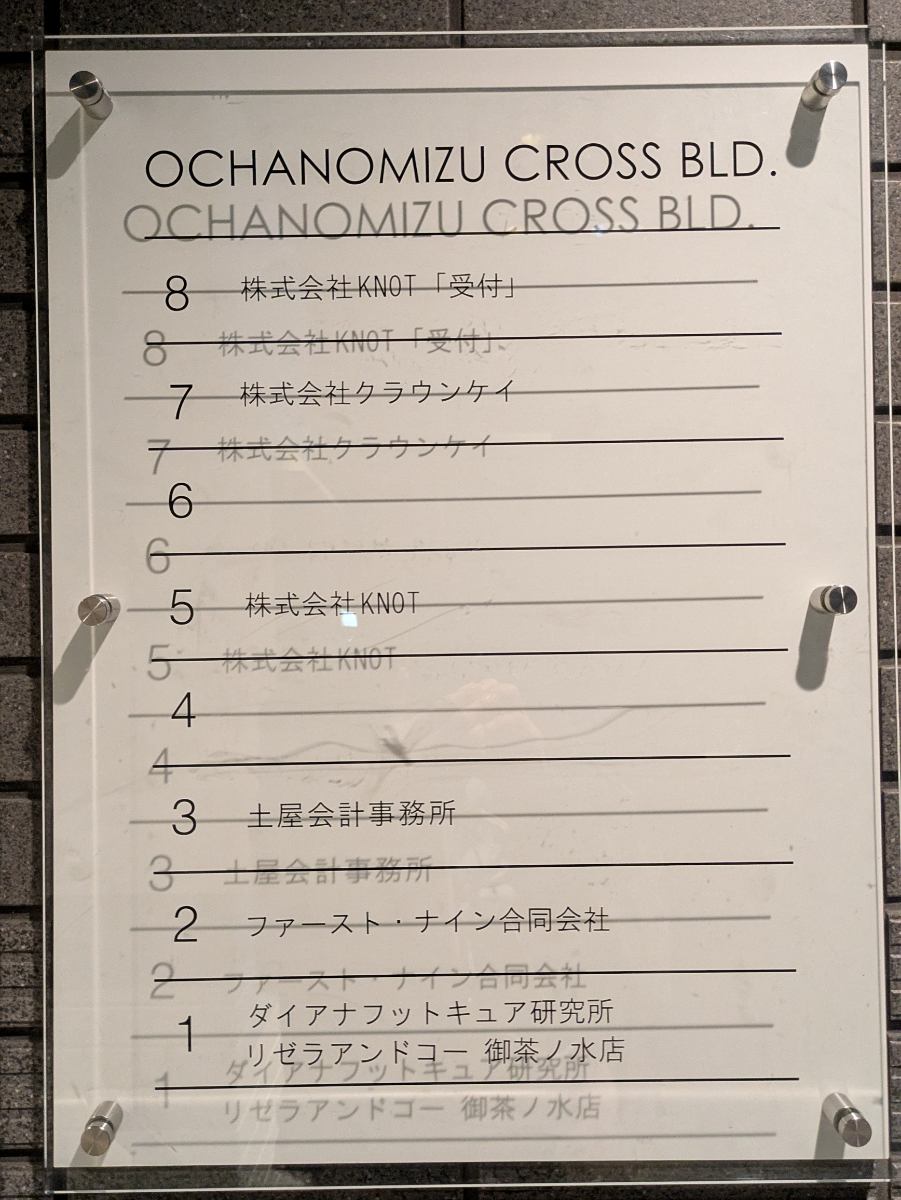 OCHANOMIZU CROSS BLD.
8 株式会社KNOT「受付」
7 株式会社クラウンケイ
6
5 株式会社KNOT
4
3 土屋会計事務所
2 ファースト・ナイン合同会社
1 ダイアナフットキュア研究所
リゼラアンドコー 御茶ノ水店